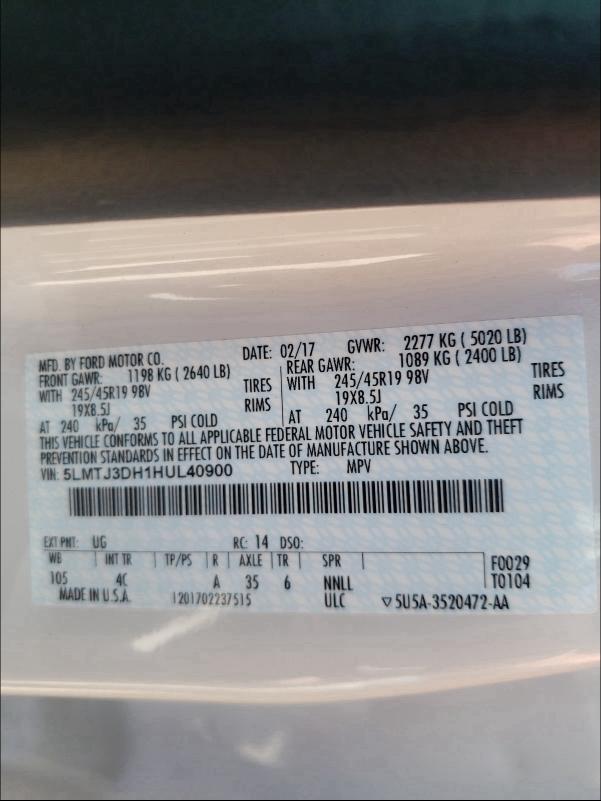 MFD. BY FORD MOTOR CO.
DATE: 02/17 GVWR: 2277 KG ( 5020 LB)
FRONT GAWR: 1198 KG ( 2640 LB)
WITH 245/45R19 98V TIRES
19X8.5J RIMS
AT 240 kPa/ 35 PSI COLD
REAR GAWR: 1089 KG ( 2400 LB)
WITH 245/45R19 98V TIRES
19X8.5J RIMS
AT 240 kPa/ 35 PSI COLD
THIS VEHICLE CONFORMS TO ALL APPLICABLE FEDERAL MOTOR VEHICLE SAFETY AND THEFT
PREVENTION STANDARDS IN EFFECT ON THE DATE OF MANUFACTURE SHOWN ABOVE.
VIN: 5LMTJ3DH1HUL40900 TYPE: MPV
EXT PNT: UG RC: 14 DSO:
WB INT TR TP/PS R AXLE TR SPR F0029
105 4C A 35 6 NNLL T0104
MADE IN U.S.A. 1201702237515 ULC ▽5U5A-3520472-AA